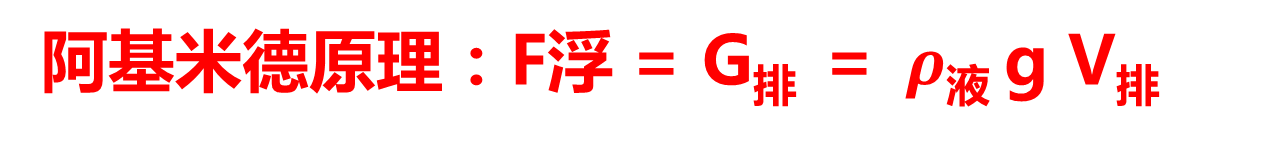 阿基米德原理：F浮 = G排 = ρ液 g V排